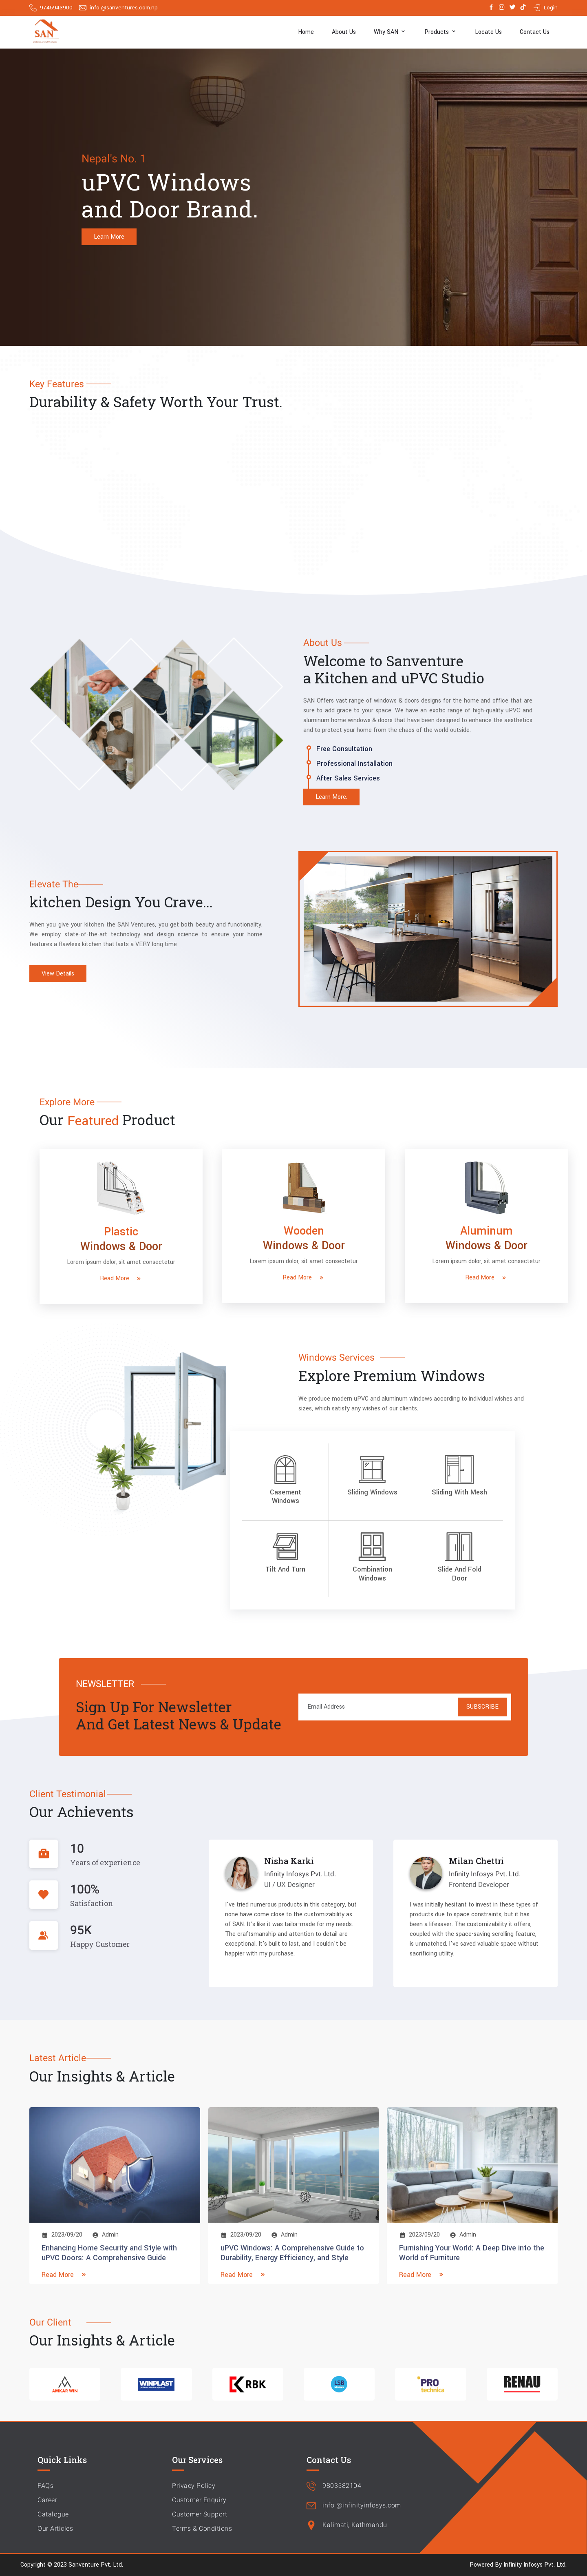 9745943900 info @sanventures.com.np Login
SAN
Home About Us Why SAN Products Locate Us Contact Us
Nepal's No. 1
uPVC Windows
and Door Brand.
Learn More
Key Features
Durability & Safety Worth Your Trust.
About Us
Welcome to Sanventure
a Kitchen and uPVC Studio
SAN Offers vast range of windows & doors designs for the home and office that are
sure to add grace to your space. We have an exotic range of high-quality uPVC and
aluminum home windows & doors that have been designed to enhance the aesthetics
and to protect your home from the chaos of the world outside.
Free Consultation
Professional Installation
After Sales Services
Learn More
Elevate The
kitchen Design You Crave...
When you give your kitchen the SAN Ventures, you get both beauty and functionality.
We employ state-of-the-art technology and design science to ensure your home
features a flawless kitchen that lasts a VERY long time
View Details
Explore More
Our Featured Product
Plastic
Windows & Door
Lorem ipsum dolor, sit amet consectetur
Read More »
Wooden
Windows & Door
Lorem ipsum dolor, sit amet consectetur
Read More »
Aluminum
Windows & Door
Lorem ipsum dolor, sit amet consectetur
Read More »
Windows Services
Explore Premium Windows
We produce modern uPVC and aluminum windows according to individual wishes and
sizes, which satisfy any wishes of our clients.
Casement
Windows
Sliding Windows
Sliding With Mesh
Tilt And Turn
Combination
Windows
Slide And Fold
Door
NEWSLETTER
Sign Up For Newsletter
And Get Latest News & Update
Email Address
SUBSCRIBE
Client Testimonial
Our Achievents
10
Years of experience
100%
Satisfaction
95K
Happy Customer
Nisha Karki
Infinity Infosys Pvt. Ltd.
UI / UX Designer
I've tried numerous products in this category, but
none have come close to the customizability as
of SAN. It's like it was tailor-made for my needs.
The craftsmanship and attention to detail are
exceptional. It's built to last, and I couldn't be
happier with my purchase.
Milan Chettri
Infinity Infosys Pvt. Ltd.
Frontend Developer
I was initially hesitant to invest in these types of
products due to space constraints, but it has
been a lifesaver. The customizability it offers,
coupled with the space-saving scrolling feature,
is unmatched. I've saved valuable space without
sacrificing utility.
Latest Article
Our Insights & Article
2023/09/20 Admin
Enhancing Home Security and Style with
uPVC Doors: A Comprehensive Guide
Read More »
2023/09/20 Admin
uPVC Windows: A Comprehensive Guide to
Durability, Energy Efficiency, and Style
Read More »
2023/09/20 Admin
Furnishing Your World: A Deep Dive into the
World of Furniture
Read More »
Our Client
Our Insights & Article
WINPLAST
RBK
LSB
PRO
technica
RENAU
Quick Links
FAQs
Career
Catalogue
Our Articles
Our Services
Privacy Policy
Customer Enquiry
Customer Support
Terms & Conditions
Contact Us
9803582104
info @infinityinfosys.com
Kalimati, Kathmandu
Copyright © 2023 Sanventure Pvt. Ltd. Powered By Infinity Infosys Pvt. Ltd.